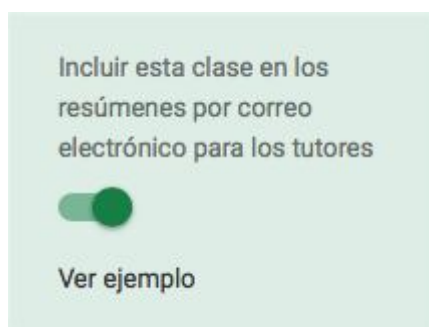 Incluir esta clase en los
resúmenes por correo
electrónico para los tutores
Ver ejemplo